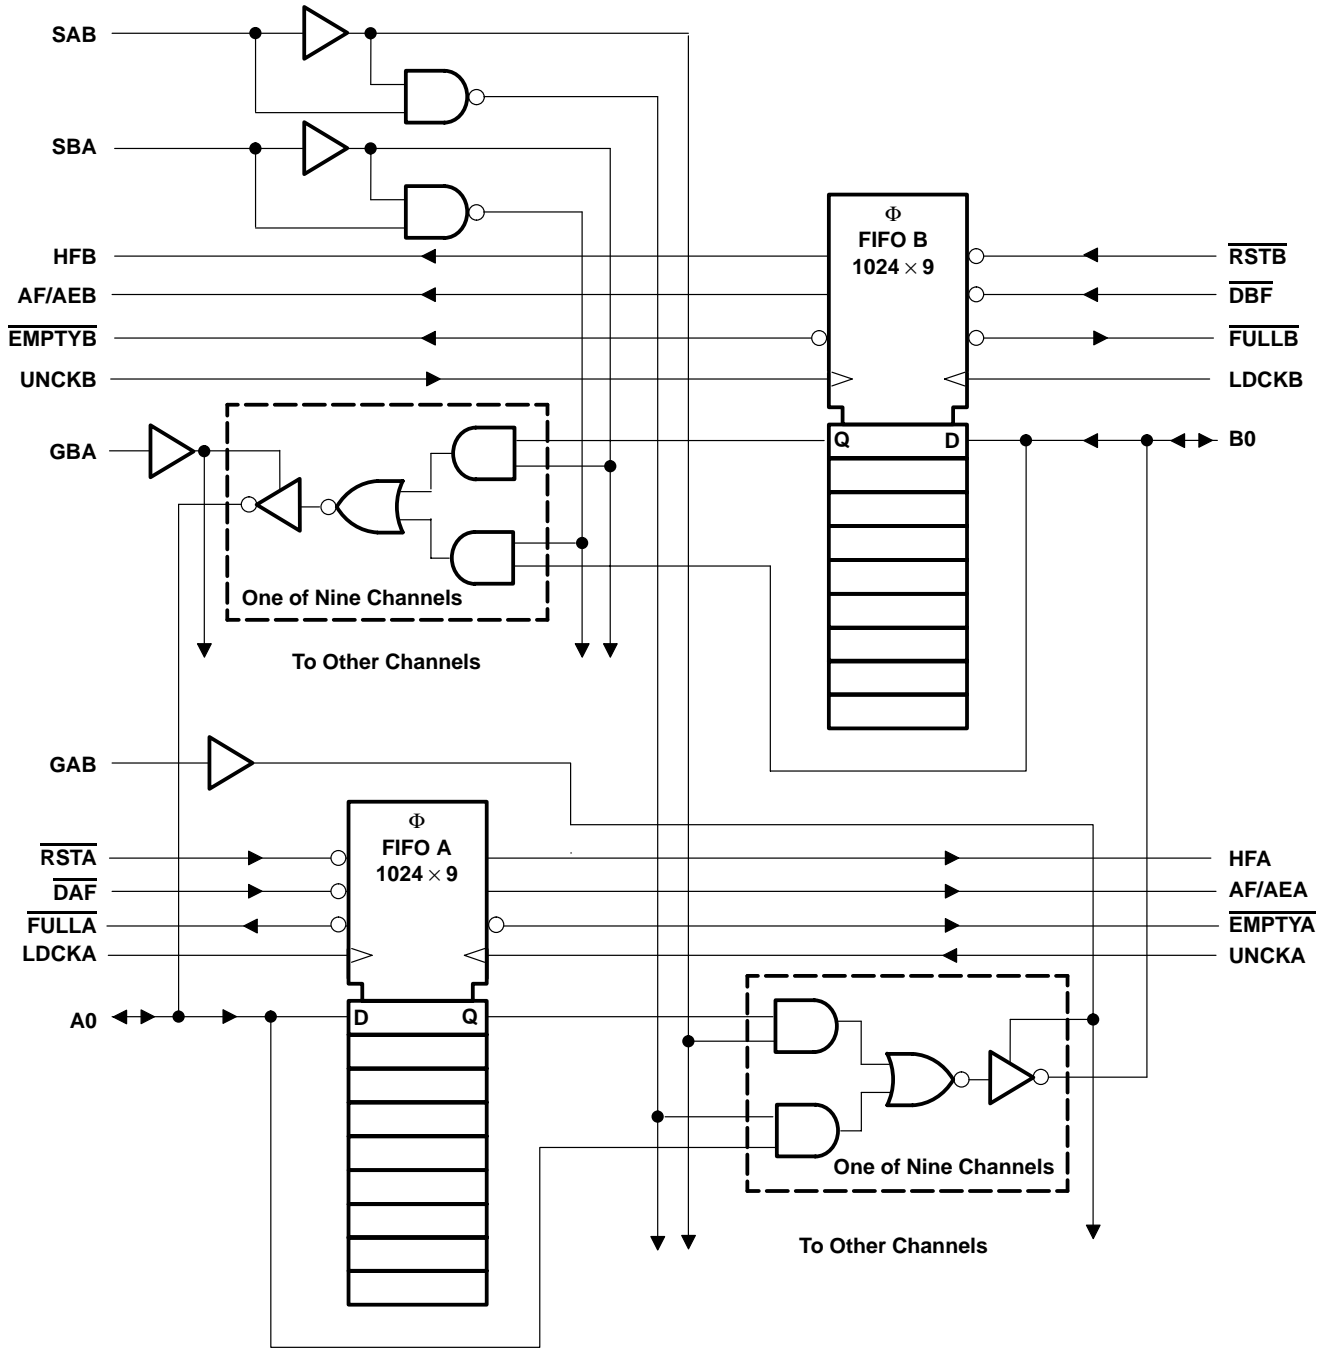 SAB
SBA
Φ
FIFO B
1024 × 9
HFB
RSTB
AF/AEB
DBF
EMPTYB
FULLB
UNCKB
LDCKB
GBA
Q D
B0
One of Nine Channels
To Other Channels
GAB
Φ
FIFO A
1024 × 9
RSTA
HFA
DAF
AF/AEA
FULLA
EMPTYA
LDCKA
UNCKA
A0
D Q
One of Nine Channels
To Other Channels